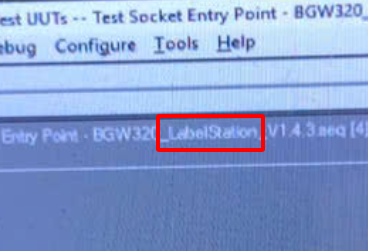 est UUTs -- Test Socket Entry Point - BGW320_
ebug Configure Tools Help
Entry Point - BGW320_LabelStation_V1.4.3.seq [4]